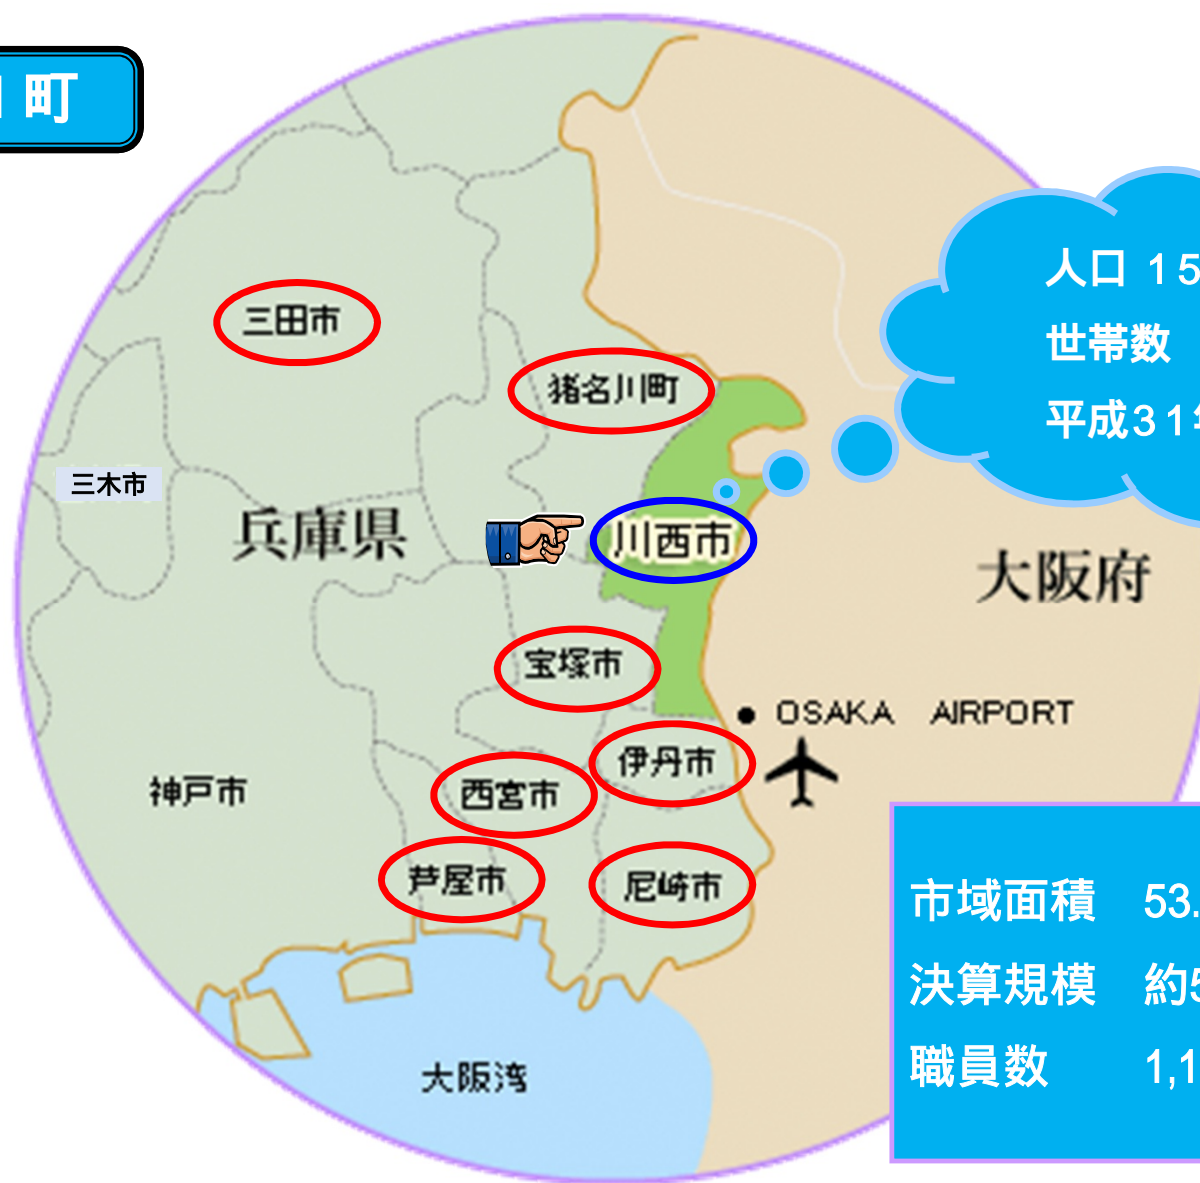 町
人口 15
世帯数
平成31年
三田市
猪名川町
三木市
兵庫県
川西市
大阪府
宝塚市
OSAKA AIRPORT
伊丹市
神戸市
西宮市
芦屋市
尼崎市
市域面積 53.
決算規模 約5
職員数 1,1
大阪湾